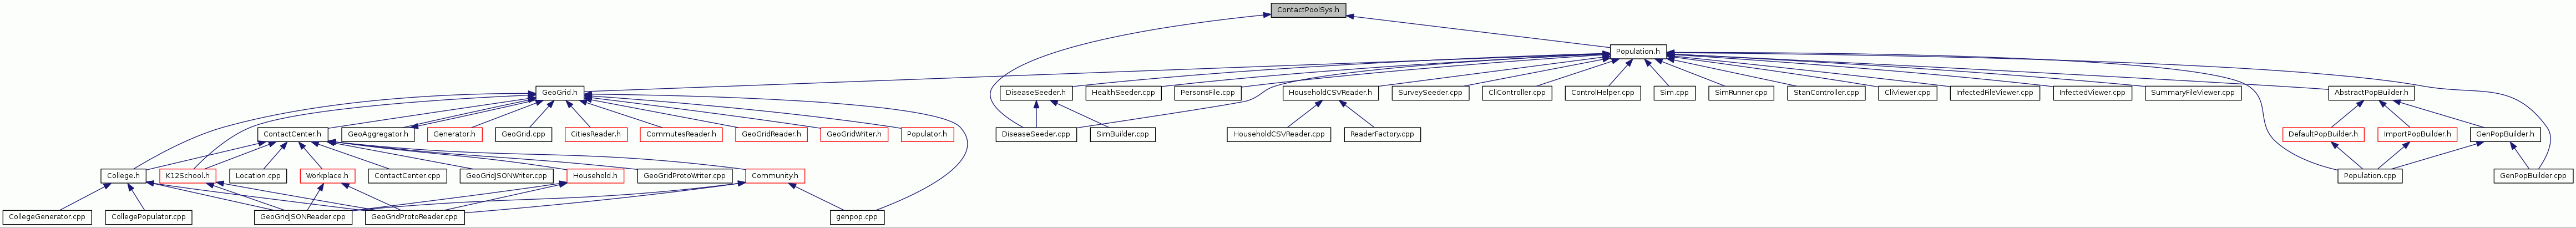 ContactPoolSys.h
Population.h
GeoGrid.h
DiseaseSeeder.h
HealthSeeder.cpp
PersonsFile.cpp
HouseholdCSVReader.h
SurveySeeder.cpp
CliController.cpp
ControlHelper.cpp
Sim.cpp
SimRunner.cpp
StanController.cpp
CliViewer.cpp
InfectedFileViewer.cpp
InfectedViewer.cpp
SummaryFileViewer.cpp
AbstractPopBuilder.h
ContactCenter.h
GeoAggregator.h
Generator.h
GeoGrid.cpp
CitiesReader.h
CommutesReader.h
GeoGridReader.h
GeoGridWriter.h
Populator.h
DiseaseSeeder.cpp
SimBuilder.cpp
HouseholdCSVReader.cpp
ReaderFactory.cpp
DefaultPopBuilder.h
ImportPopBuilder.h
GenPopBuilder.h
College.h
K12School.h
Location.cpp
Workplace.h
ContactCenter.cpp
GeoGridJSONWriter.cpp
Household.h
GeoGridProtoWriter.cpp
Community.h
Population.cpp
GenPopBuilder.cpp
CollegeGenerator.cpp
CollegePopulator.cpp
GeoGridJSONReader.cpp
GeoGridProtoReader.cpp
genpop.cpp